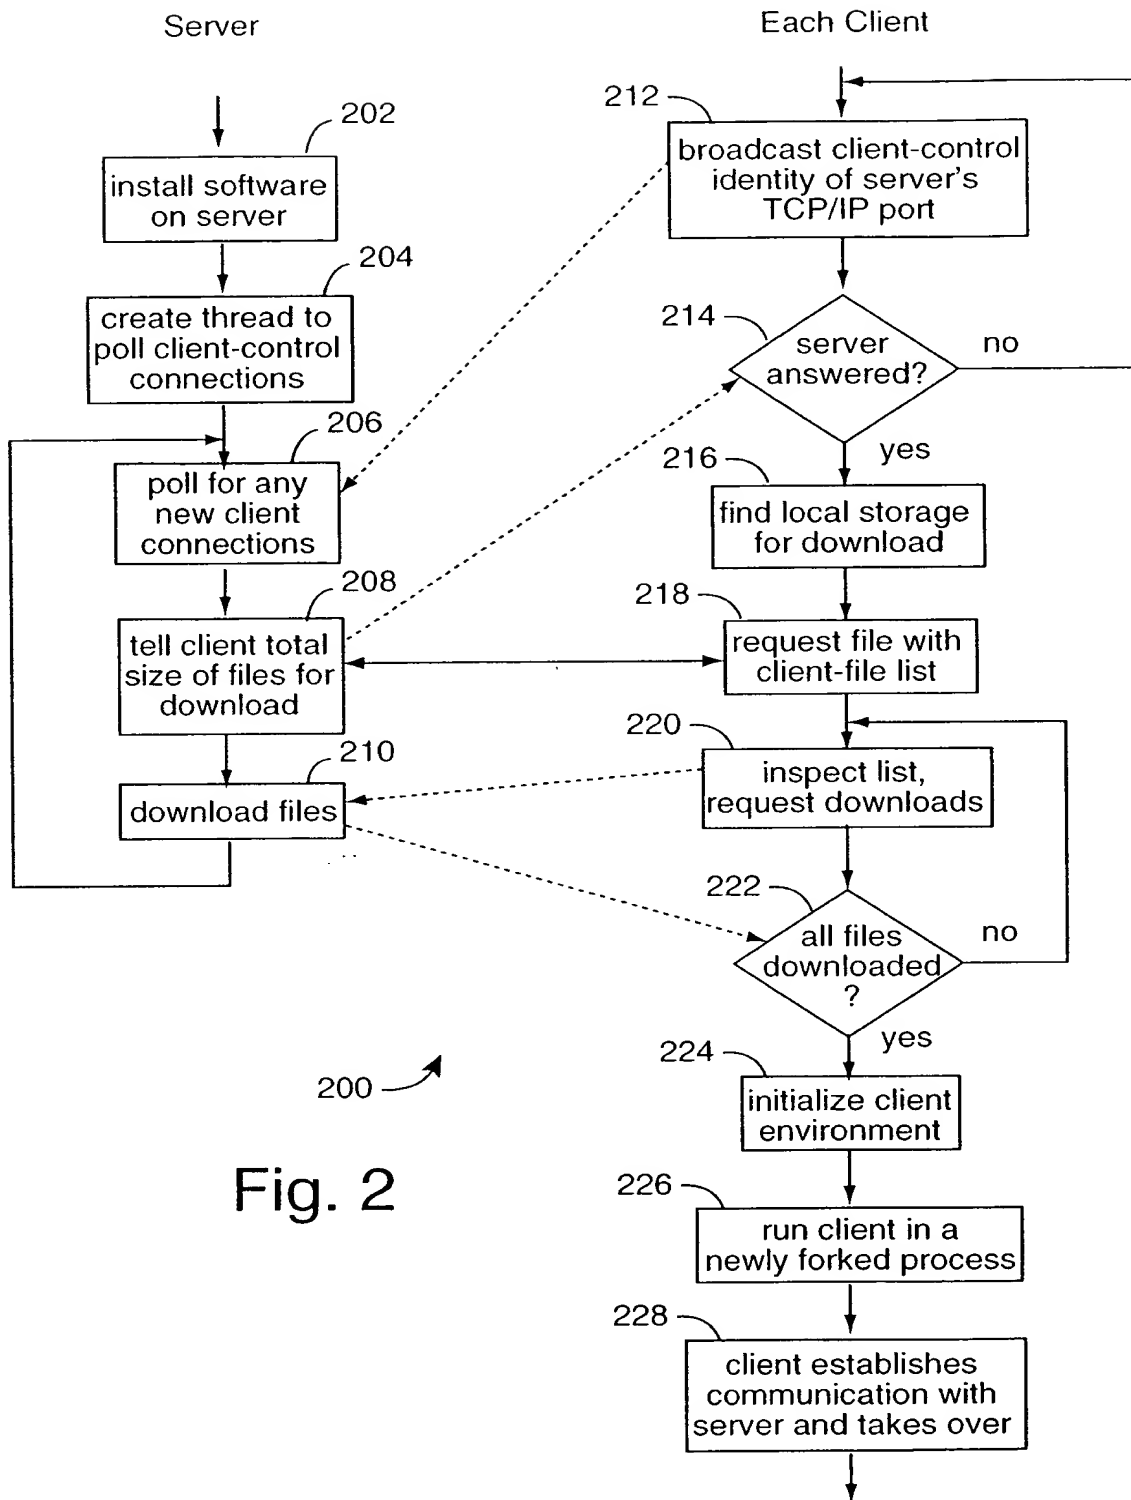 Server
202
install software
on server
204
create thread to
poll client-control
connections
206
poll for any
new client
connections
208
tell client total
size of files for
download
210
download files
Each Client
212
broadcast client-control
identity of server's
TCP/IP port
214
server
answered?
no
yes
216
find local storage
for download
218
request file with
client-file list
220
inspect list,
request downloads
222
all files
downloaded
?
no
yes
224
initialize client
environment
226
run client in a
newly forked process
228
client establishes
communication with
server and takes over
200
Fig. 2